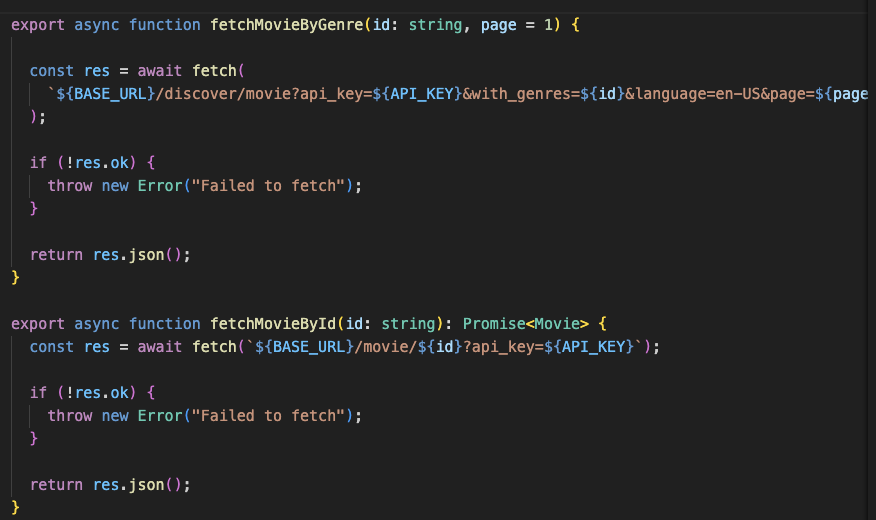 export async function fetchMovieByGenre(id: string, page = 1) {
const res = await fetch(
`${BASE_URL}/discover/movie?api_key=${API_KEY}&with_genres=${id}&language=en-US&page=${page
);
if (!res.ok) {
throw new Error("Failed to fetch");
}
return res.json();
}
export async function fetchMovieById(id: string): Promise<Movie> {
const res = await fetch(`${BASE_URL}/movie/${id}?api_key=${API_KEY}`);
if (!res.ok) {
throw new Error("Failed to fetch");
}
return res.json();
}